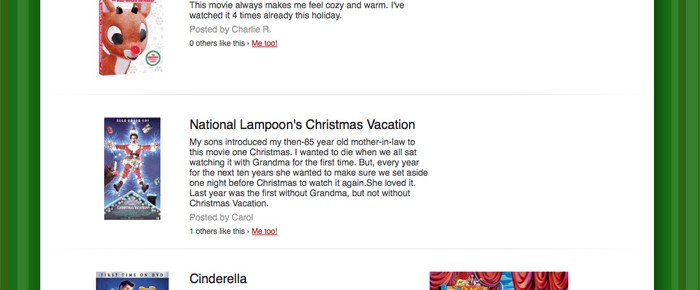 This movie always makes me feel cozy and warm. I've
watched it 4 times already this holiday.
Posted by Charlie R.
0 others like this › Me too!
National Lampoon's Christmas Vacation
My sons introduced my then-85 year old mother-in-law to
this movie one Christmas. I wanted to die when we all sat
watching it with Grandma for the first time. But, every year
for the next ten years she wanted to make sure we set aside
one night before Christmas to watch it again.She loved it.
Last year was the first without Grandma, but not without
Christmas Vacation.
Posted by Carol
1 others like this › Me too!
FIRST TIME ON DVD
Cinderella